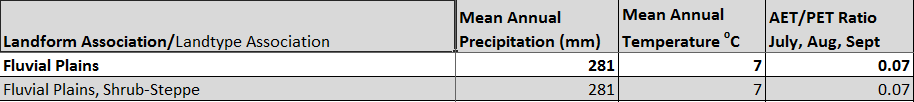 Mean Annual Mean Annual AET/PET Ratio
Landform Association/Landtype Association Precipitation (mm) Temperature °C July, Aug, Sept
Fluvial Plains 281 7 0.07
Fluvial Plains, Shrub-Steppe 281 7 0.07